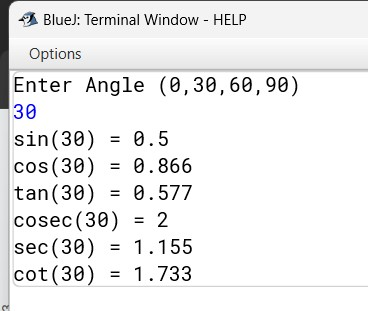 BlueJ: Terminal Window - HELP
Options
Enter Angle (0,30,60,90)
30
sin(30) = 0.5
cos(30) = 0.866
tan(30) = 0.577
cosec(30) = 2
sec(30) = 1.155
cot(30) = 1.733